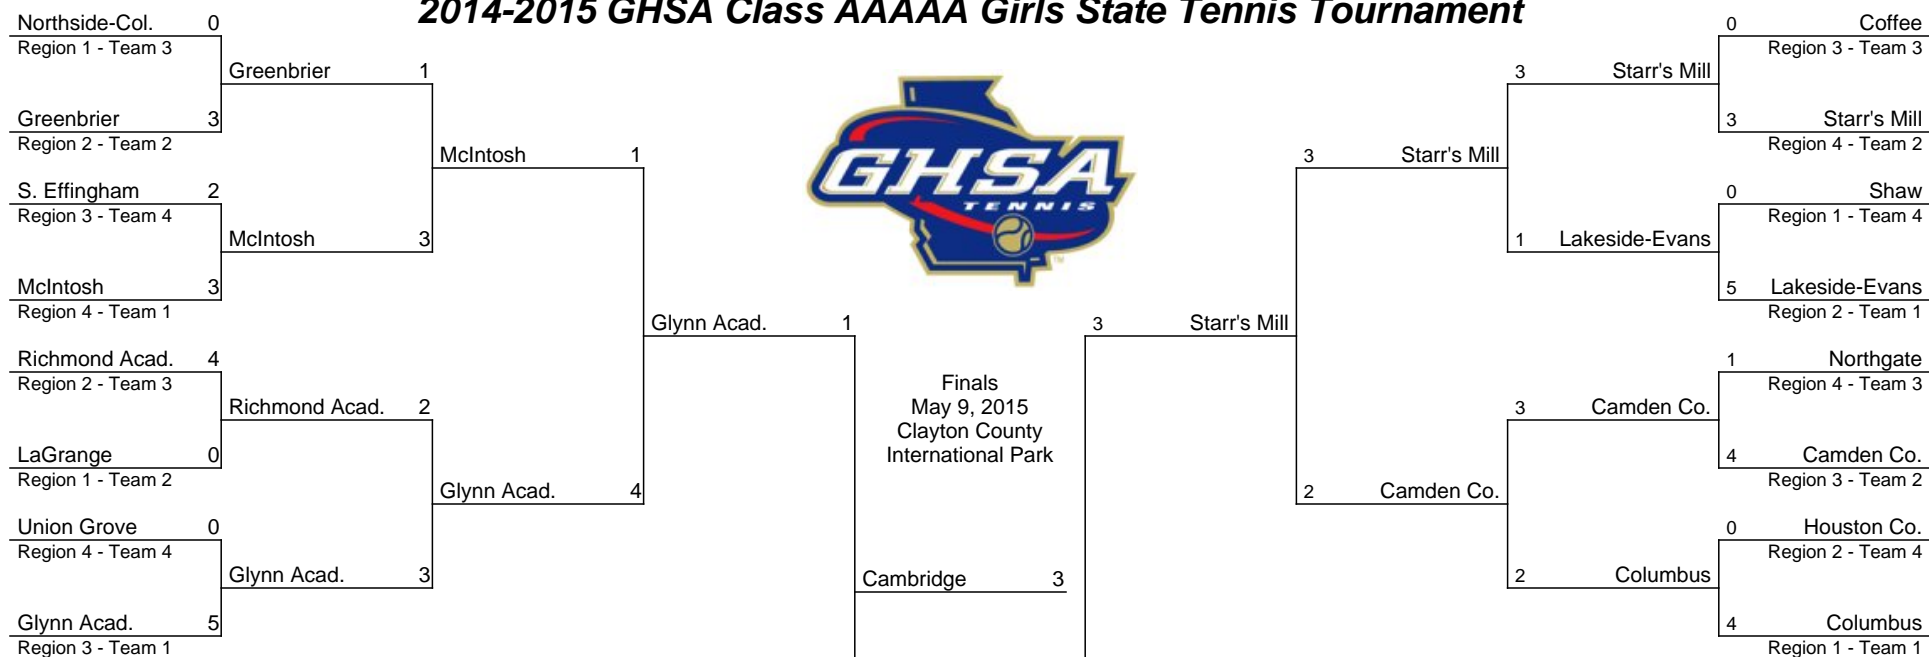 2014-2015 GHSA Class AAAAA Girls State Tennis Tournament
Northside-Col. 0
Region 1 - Team 3
Greenbrier 1
Greenbrier 3
Region 2 - Team 2
McIntosh 1
S. Effingham 2
Region 3 - Team 4
McIntosh 3
McIntosh 3
Region 4 - Team 1
Glynn Acad. 1
Richmond Acad. 4
Region 2 - Team 3
Richmond Acad. 2
LaGrange 0
Region 1 - Team 2
Glynn Acad. 4
Union Grove 0
Region 4 - Team 4
Glynn Acad. 3
Glynn Acad. 5
Region 3 - Team 1
GHSA
TENNIS
TM
Finals
May 9, 2015
Clayton County
International Park
Cambridge 3
0 Coffee
Region 3 - Team 3
3 Starr's Mill
3 Starr's Mill
Region 4 - Team 2
3 Starr's Mill
0 Shaw
Region 1 - Team 4
1 Lakeside-Evans
5 Lakeside-Evans
Region 2 - Team 1
3 Starr's Mill
1 Northgate
Region 4 - Team 3
3 Camden Co.
4 Camden Co.
Region 3 - Team 2
2 Camden Co.
0 Houston Co.
Region 2 - Team 4
2 Columbus
4 Columbus
Region 1 - Team 1